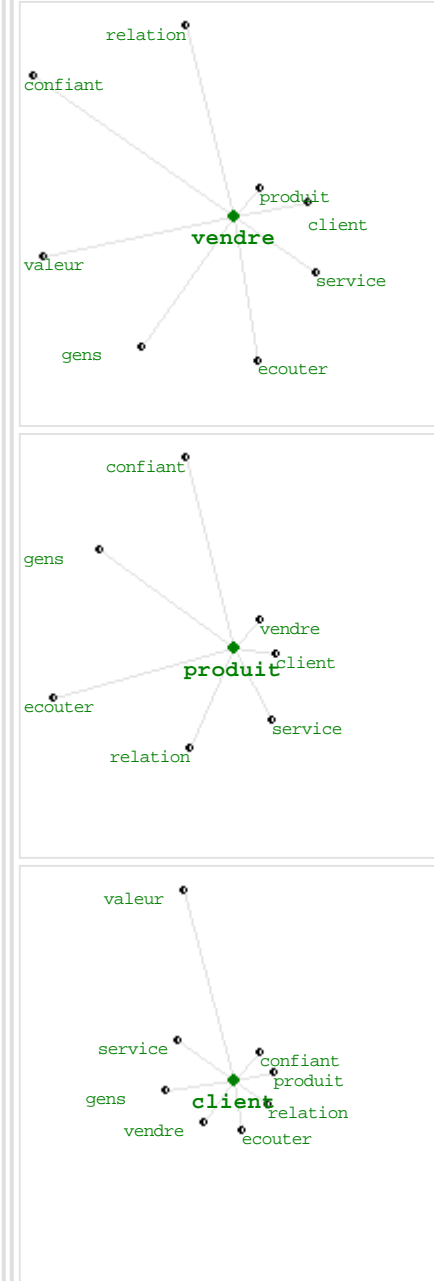 relation
confiant
produit
client
vendre
valeur
service
gens
ecouter
confiant
gens
vendre
client
produit
ecouter
service
relation
valeur
service
confiant
produit
gens
client
relation
vendre
ecouter